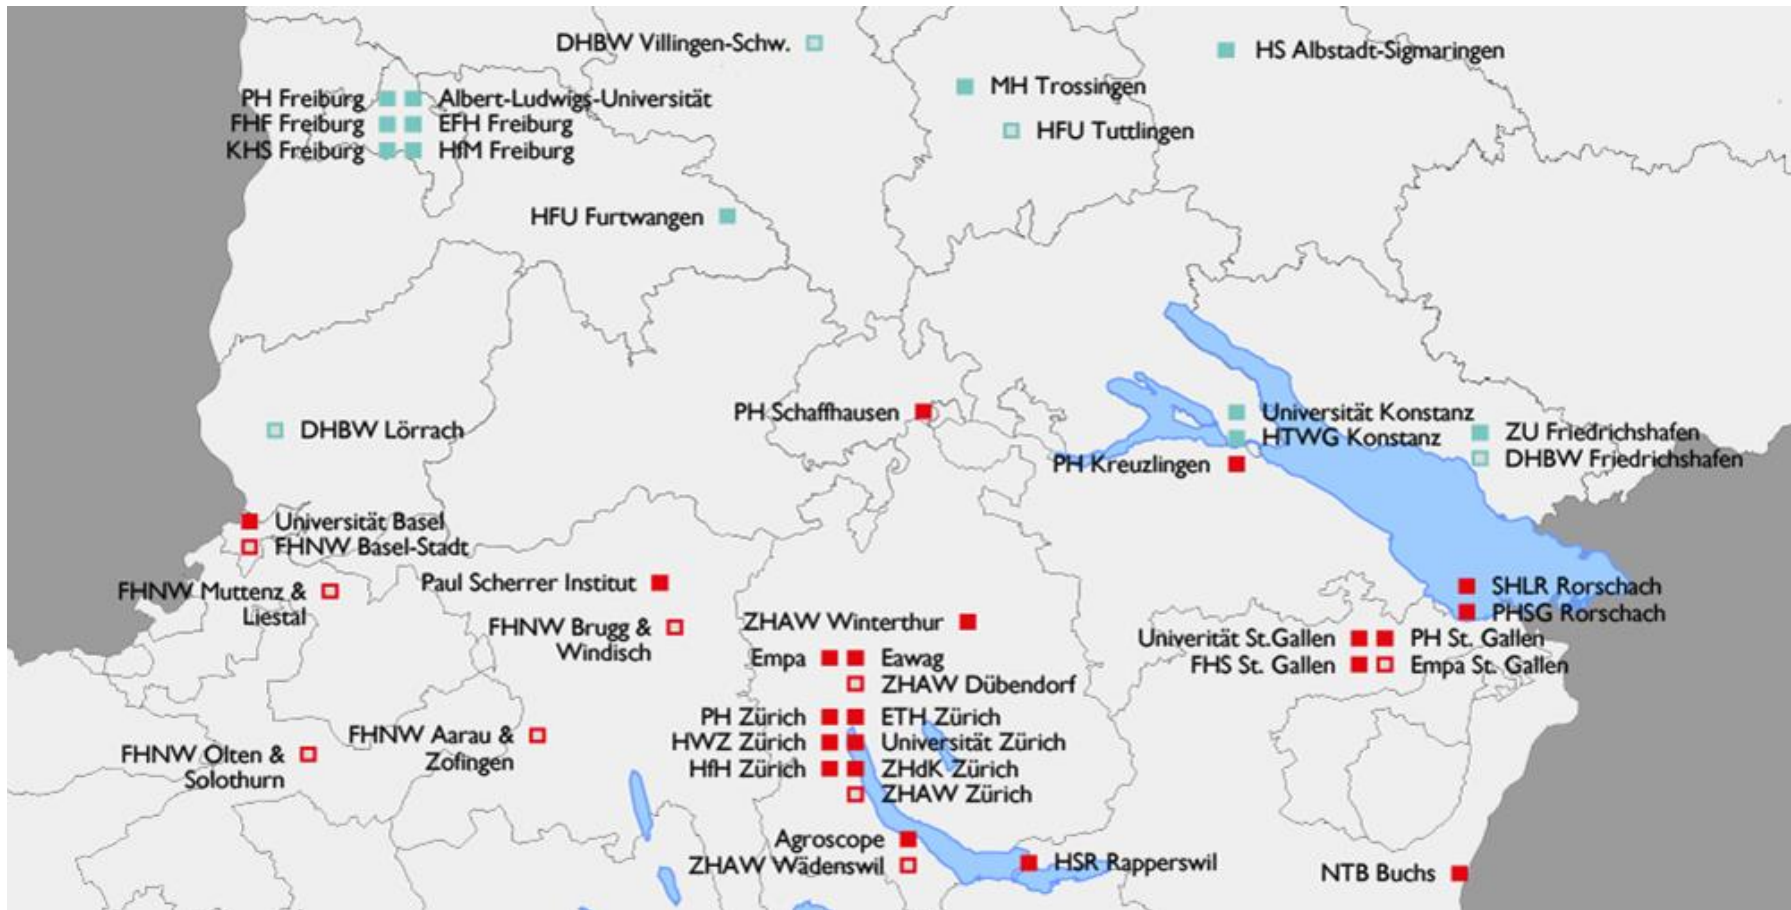 DHBW Villingen-Schw.
HS Albstadt-Sigmaringen
MH Trossingen
PH Freiburg
Albert-Ludwigs-Universität
FHF Freiburg
EFH Freiburg
HFU Tuttlingen
KHS Freiburg
HfM Freiburg
HFU Furtwangen
PH Schaffhausen
Universität Konstanz
HTWG Konstanz
ZU Friedrichshafen
DHBW Friedrichshafen
DHBW Lörrach
PH Kreuzlingen
Universität Basel
FHNW Basel-Stadt
FHNW Muttenz &
Liestal
Paul Scherrer Institut
SHLR Rorschach
PHSG Rorschach
FHNW Brugg &
Windisch
ZHAW Winterthur
Univerität St.Gallen
PH St. Gallen
FHS St. Gallen
Empa St. Gallen
Empa
Eawag
ZHAW Dübendorf
PH Zürich
ETH Zürich
HWZ Zürich
Universität Zürich
HfH Zürich
ZHdK Zürich
ZHAW Zürich
FHNW Aarau &
Zofingen
FHNW Olten &
Solothurn
Agroscope
ZHAW Wädenswil
HSR Rapperswil
NTB Buchs